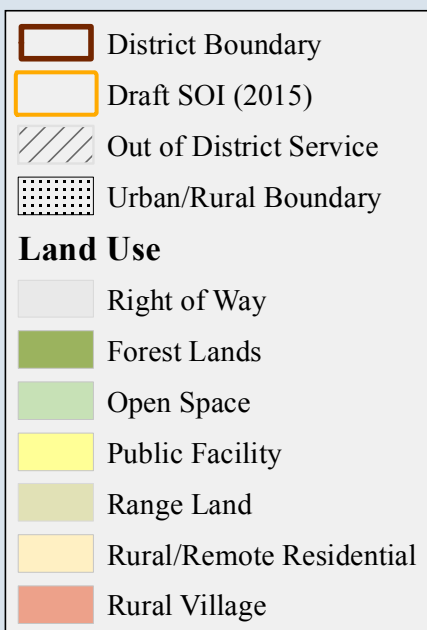 District Boundary
Draft SOI (2015)
Out of District Service
Urban/Rural Boundary
Land Use
Right of Way
Forest Lands
Open Space
Public Facility
Range Land
Rural/Remote Residential
Rural Village